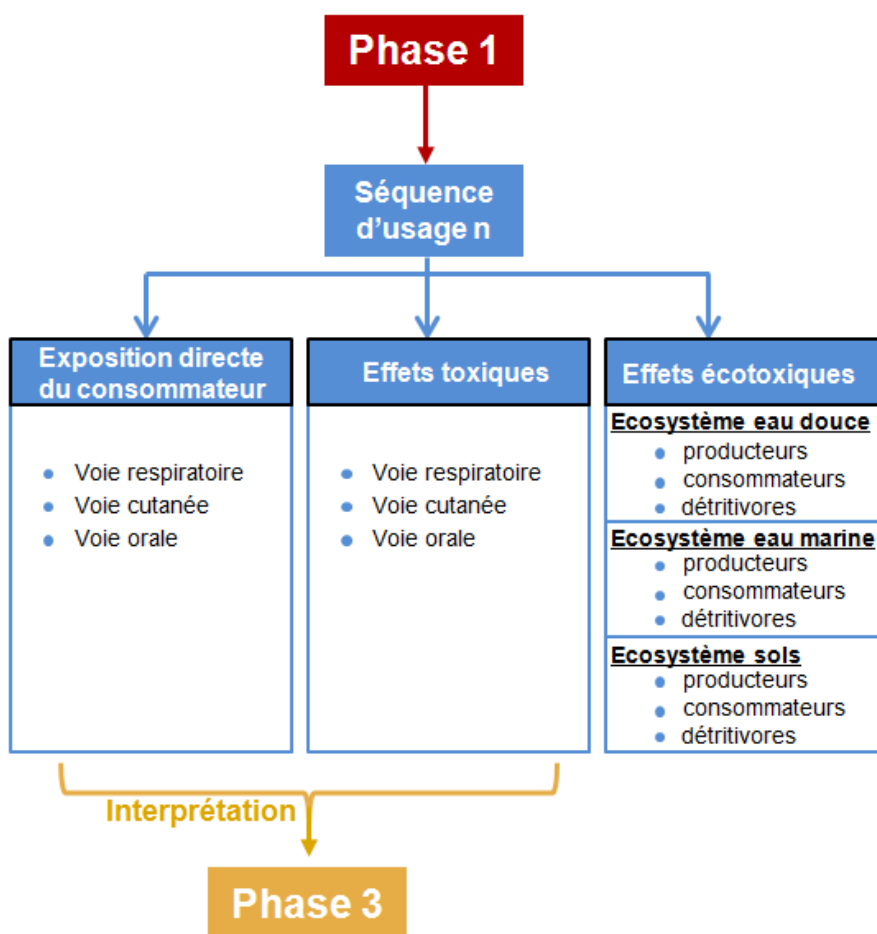 Phase 1
Séquence
d'usage n
Exposition directe
du consommateur
• Voie respiratoire
• Voie cutanée
• Voie orale
Effets toxiques
• Voie respiratoire
• Voie cutanée
• Voie orale
Effets écotoxiques
Ecosystème eau douce
• producteurs
• consommateurs
• détritivores
Ecosystème eau marine
• producteurs
• consommateurs
• détritivores
Ecosystème sols
• producteurs
• consommateurs
• détritivores
Interprétation
Phase 3